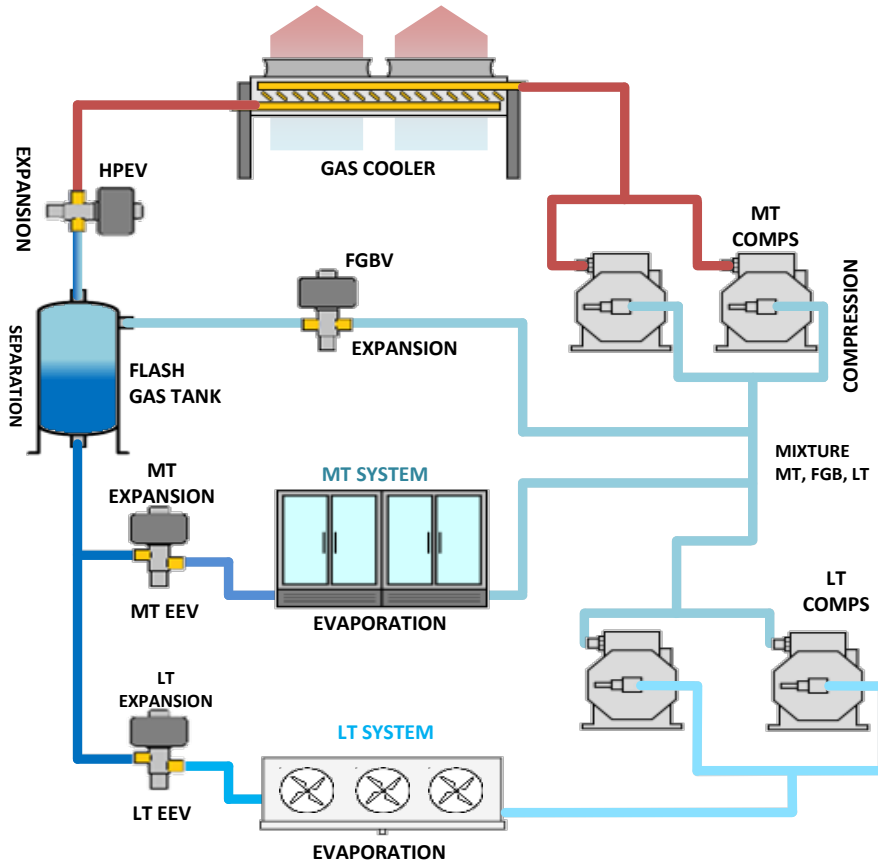 GAS COOLER
EXPANSION
HPEV
MT
COMPS
FGBV
EXPANSION
COMPRESSION
SEPARATION
FLASH
GAS TANK
MIXTURE
MT, FGB, LT
MT
EXPANSION
MT SYSTEM
MT EEV
EVAPORATION
LT
COMPS
LT
EXPANSION
LT SYSTEM
LT EEV
EVAPORATION